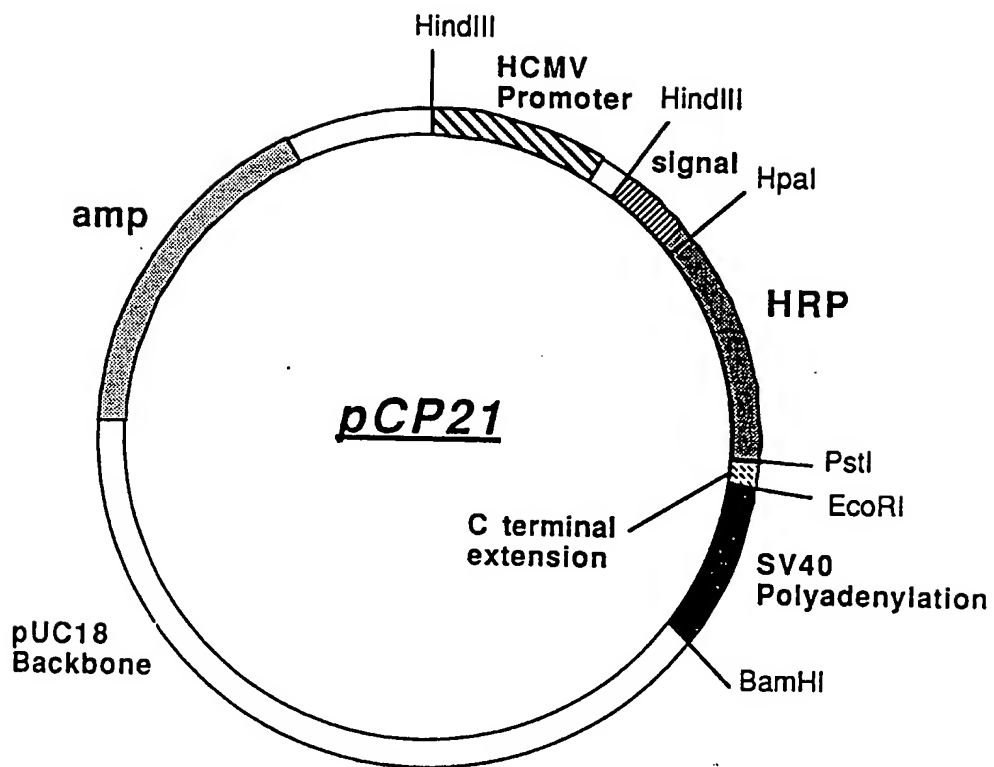 HindIII
HCMV
Promoter
HindIII
signal
HpaI
amp
HRP
pCP21
PstI
EcoRI
C terminal
extension
SV40
Polyadenylation
pUC18
Backbone
BamHI